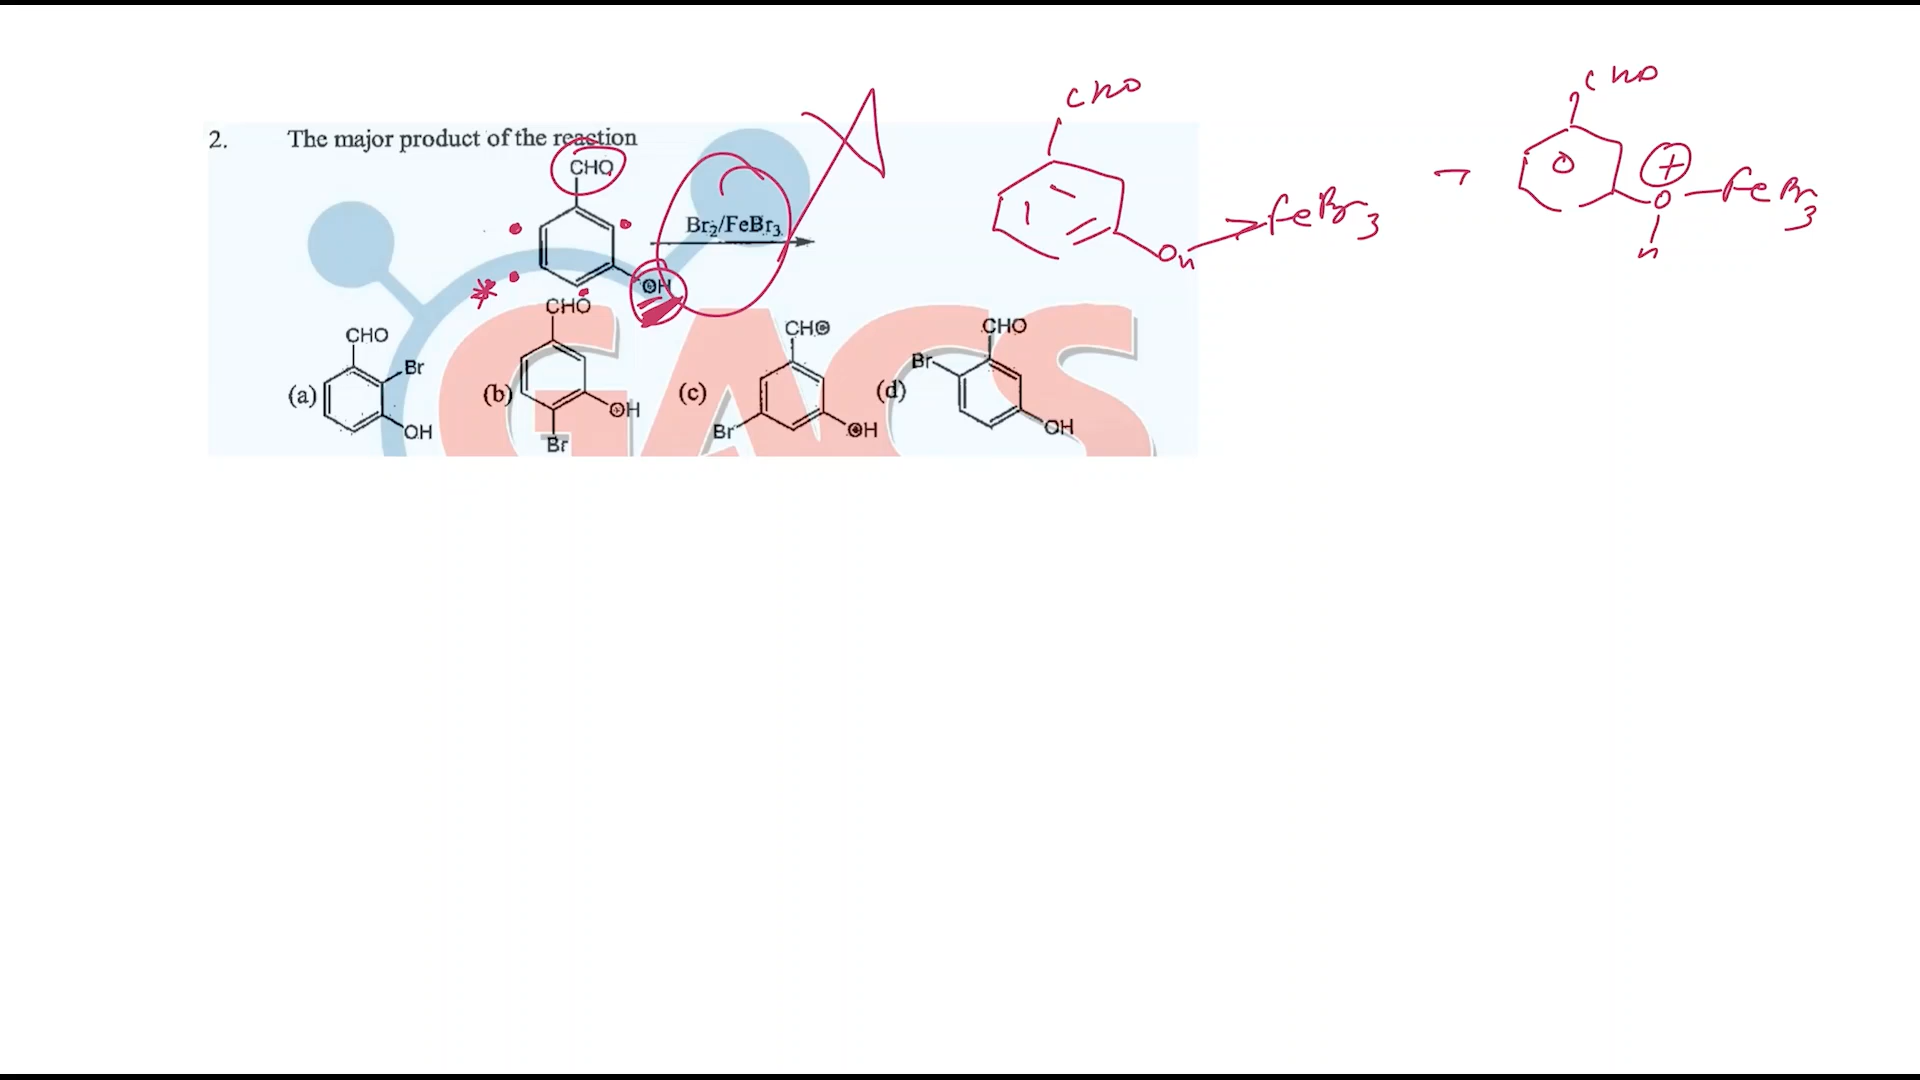 2. The major product of the reaction
CHO
Br2/FeBr3
OH
(a) CHO Br OH
(b) CHO OH Br
(c) CHO Br OH
(d) CHO Br OH
GACS
CHO
OH FeBr3
CHO
+
O FeBr3
H